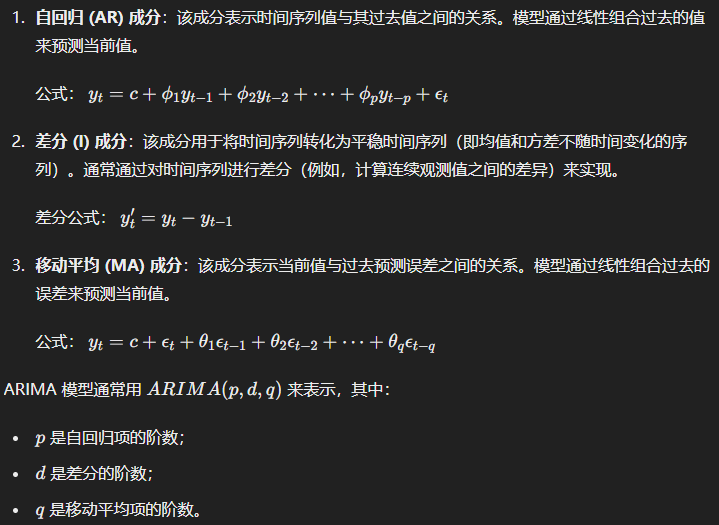 1. 自回归 (AR) 成分：该成分表示时间序列值与其过去值之间的关系。模型通过线性组合过去的值
来预测当前值。
公式： $y_t = c + \phi_1 y_{t-1} + \phi_2 y_{t-2} + \cdots + \phi_p y_{t-p} + \epsilon_t$
2. 差分 (I) 成分：该成分用于将时间序列转化为平稳时间序列（即均值和方差不随时间变化的序
列）。通常通过对时间序列进行差分（例如，计算连续观测值之间的差异）来实现。
差分公式： $y'_t = y_t - y_{t-1}$
3. 移动平均 (MA) 成分：该成分表示当前值与过去预测误差之间的关系。模型通过线性组合过去的
误差来预测当前值。
公式： $y_t = c + \epsilon_t + \theta_1 \epsilon_{t-1} + \theta_2 \epsilon_{t-2} + \cdots + \theta_q \epsilon_{t-q}$
ARIMA 模型通常用 $ARIMA(p, d, q)$ 来表示，其中：
• $p$ 是自回归项的阶数；
• $d$ 是差分的阶数；
• $q$ 是移动平均项的阶数。